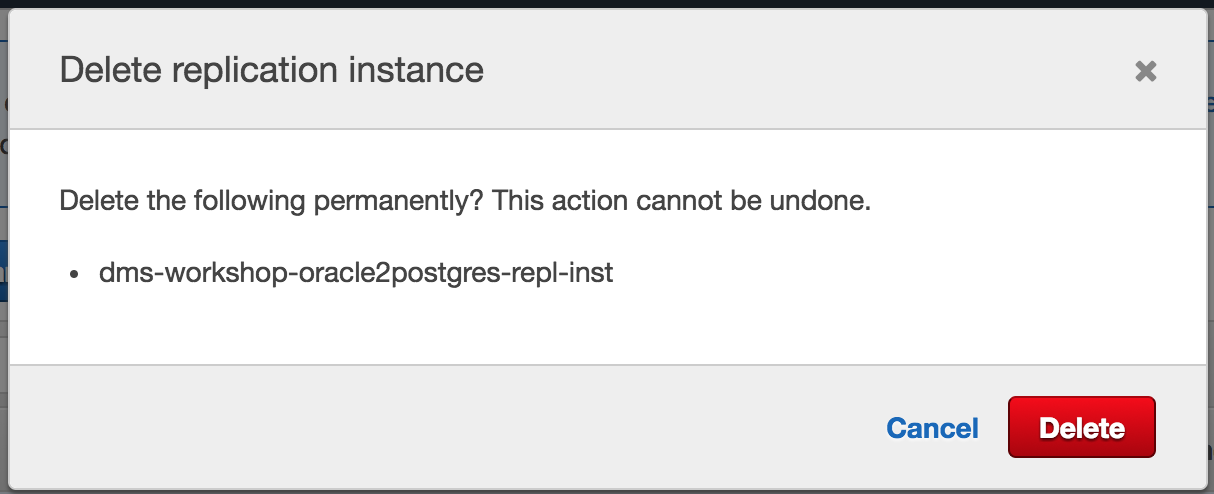 Delete replication instance
Delete the following permanently? This action cannot be undone.
dms-workshop-oracle2postgres-repl-inst
Cancel
Delete